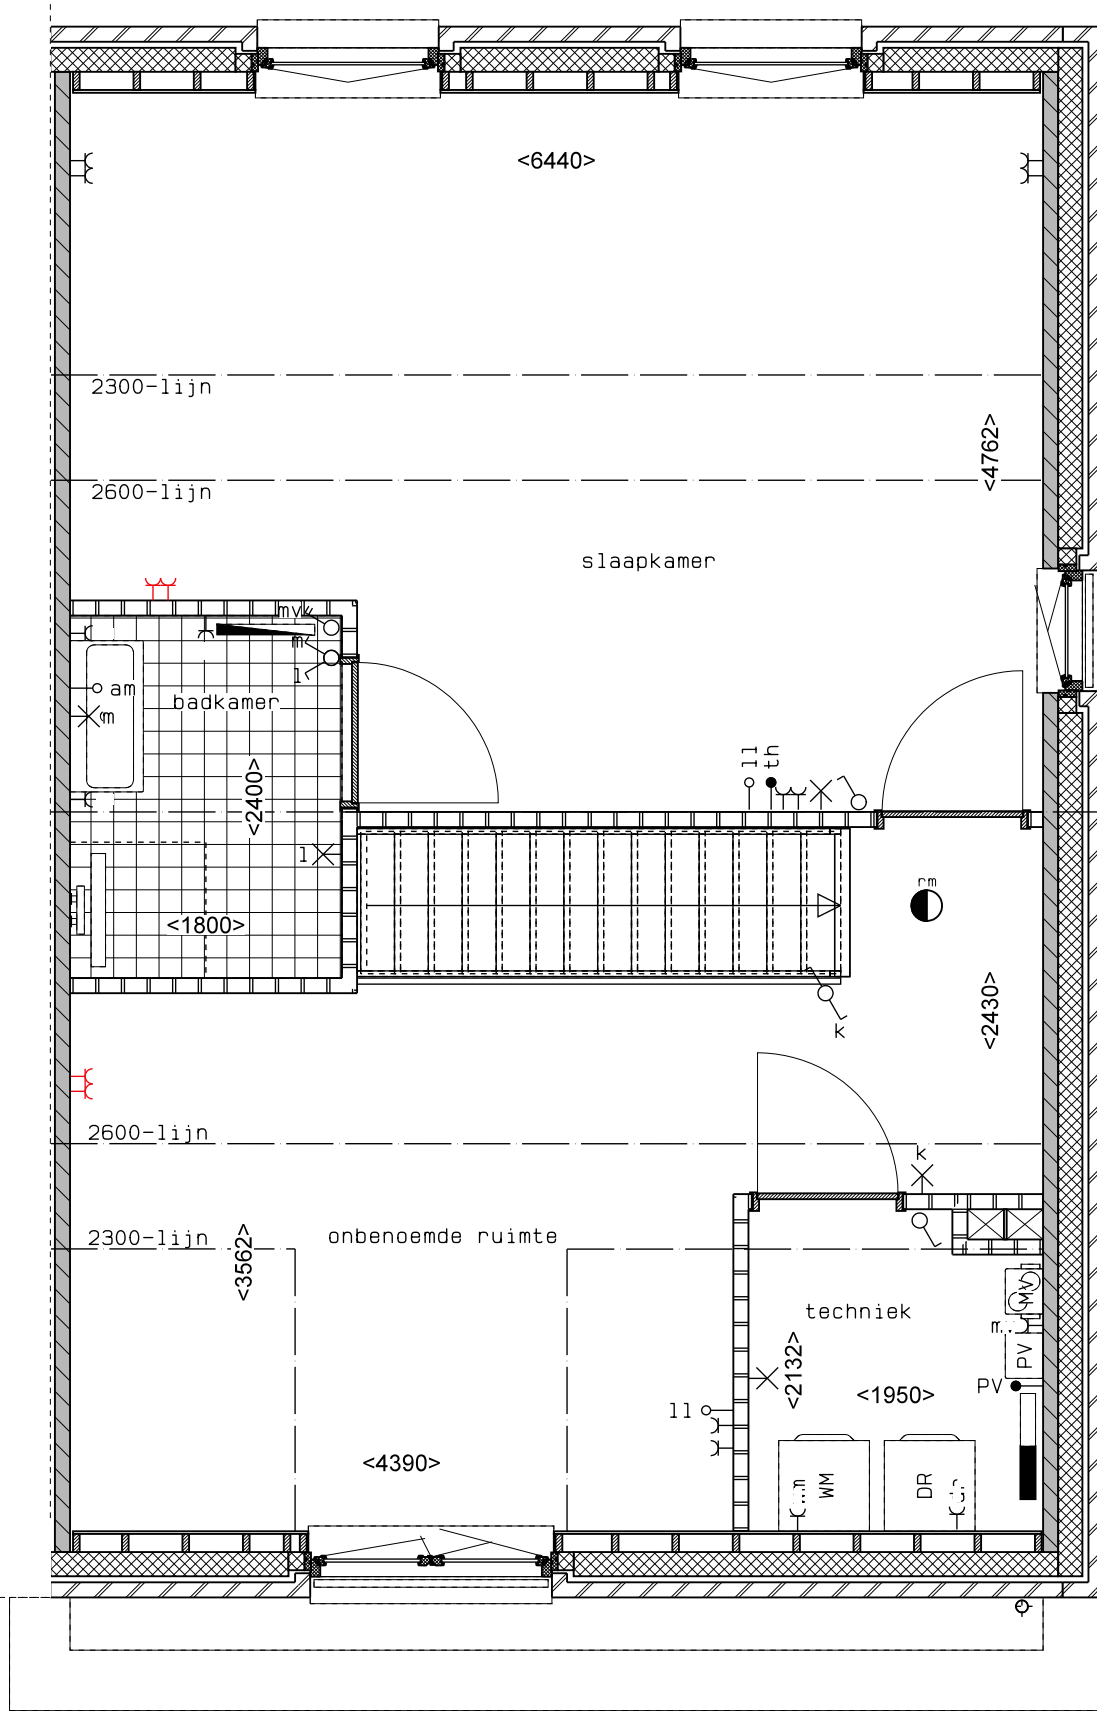 <6440>
2300-lijn
<4762>
2600-lijn
slaapkamer
mv
m
l
am
badkamer
m
ll
th
<2400>
l
rm
<1800>
<2430>
k
2600-lijn
k
onbenoemde ruimte
2300-lijn
<3562>
MV
techniek
PV
<2132>
PV
<1950>
ll
<4390>
WM
DR